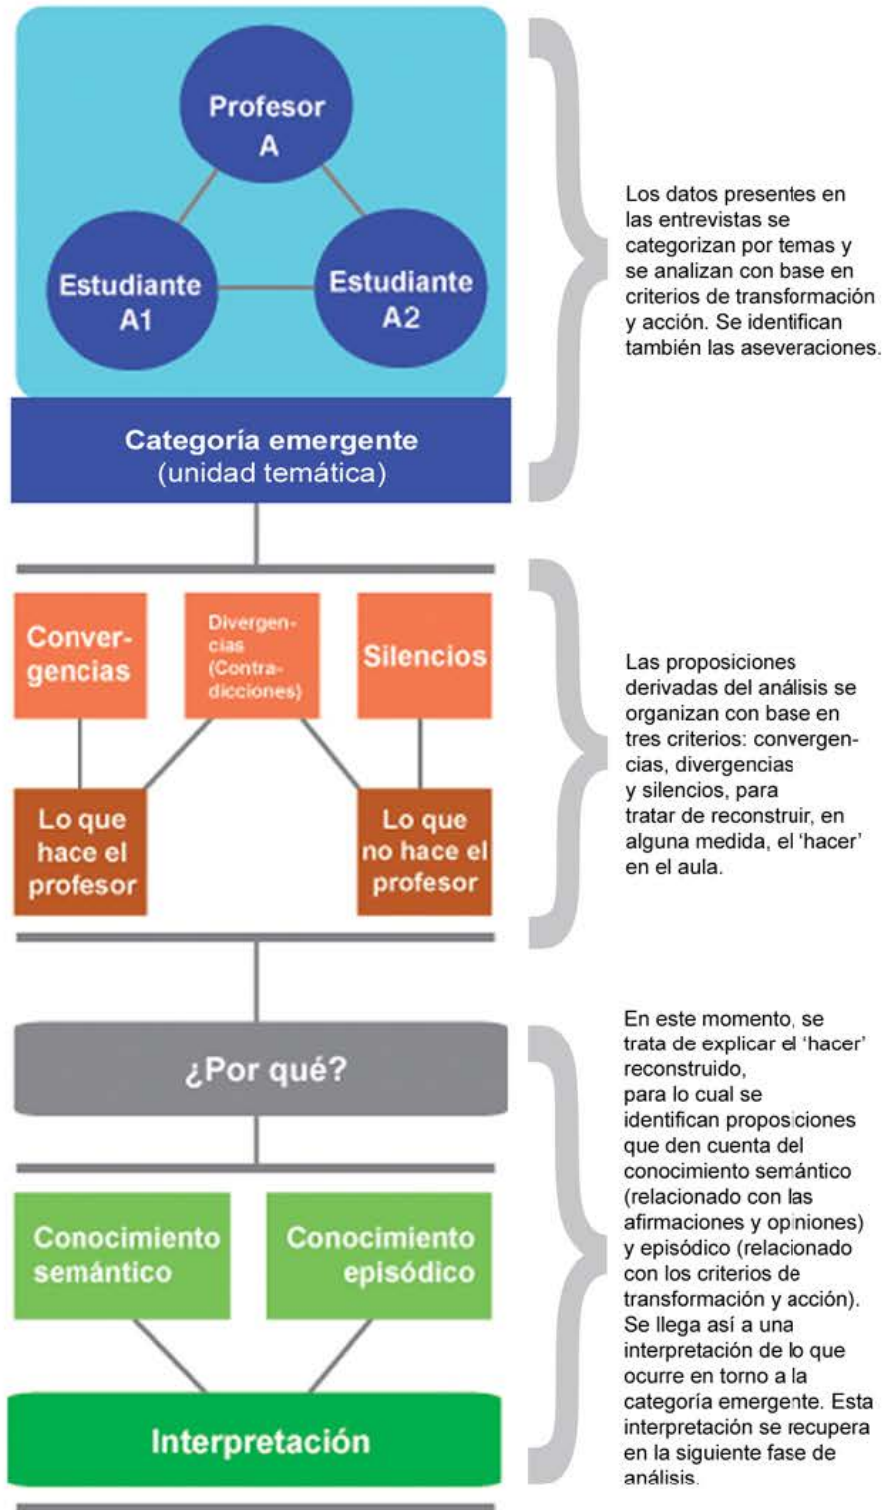 Profesor
A
Estudiante
A1
Estudiante
A2
Categoría emergente
(unidad temática)
Los datos presentes en
las entrevistas se
categorizan por temas y
se analizan con base en
criterios de transformación
y acción. Se identifican
también las aseveraciones.
Conver-
gencias
Divergen-
cias
(Contra-
dicciones)
Silencios
Lo que
hace el
profesor
Lo que
no hace el
profesor
Las proposiciones
derivadas del análisis se
organizan con base en
tres criterios: convergen-
cias, divergencias
y silencios, para
tratar de reconstruir, en
alguna medida, el ‘hacer’
en el aula.
¿Por qué?
Conocimiento
semántico
Conocimiento
episódico
Interpretación
En este momento, se
trata de explicar el ‘hacer’
reconstruido,
para lo cual se
identifican proposiciones
que den cuenta del
conocimiento semántico
(relacionado con las
afirmaciones y opiniones)
y episódico (relacionado
con los criterios de
transformación y acción).
Se llega así a una
interpretación de lo que
ocurre en torno a la
categoría emergente. Esta
interpretación se recupera
en la siguiente fase de
análisis.